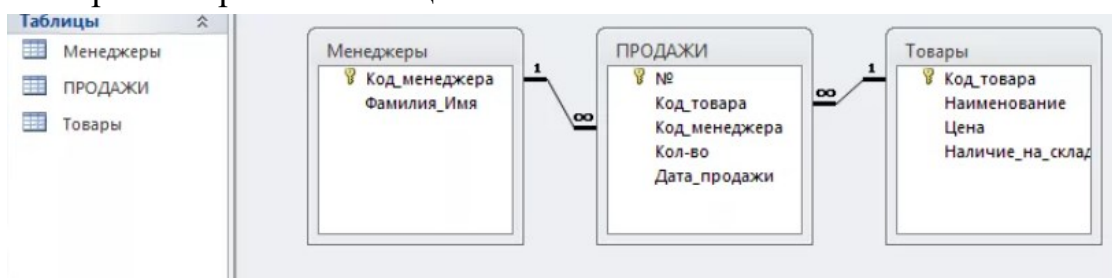 Таблицы
Менеджеры
ПРОДАЖИ
Товары
Менеджеры
Код_менеджера
Фамилия_Имя
1
∞
ПРОДАЖИ
№
Код_товара
Код_менеджера
Кол-во
Дата_продажи
∞
1
Товары
Код_товара
Наименование
Цена
Наличие_на_склад